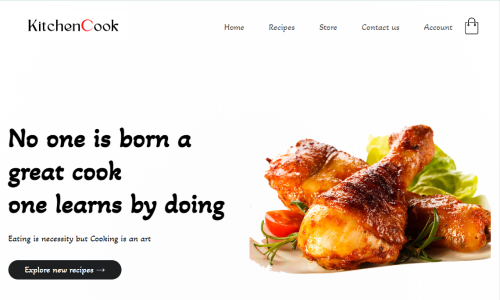 KitchenCook
Home Recipes Store Contact us Account
No one is born a
great cook
one learns by doing
Eating is necessity but Cooking is an art
Explore new recipes →